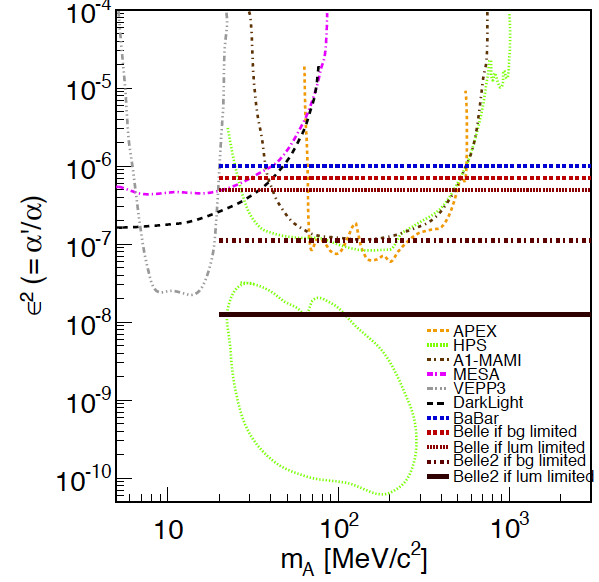 10⁻⁴
10⁻⁵
10⁻⁶
10⁻⁷
10⁻⁸
10⁻⁹
10⁻¹⁰
∈² (= α'/α)
APEX
HPS
A1-MAMI
MESA
VEPP3
DarkLight
BaBar
Belle if bg limited
Belle if lum limited
Belle2 if bg limited
Belle2 if lum limited
10 10² 10³
m_A [MeV/c²]